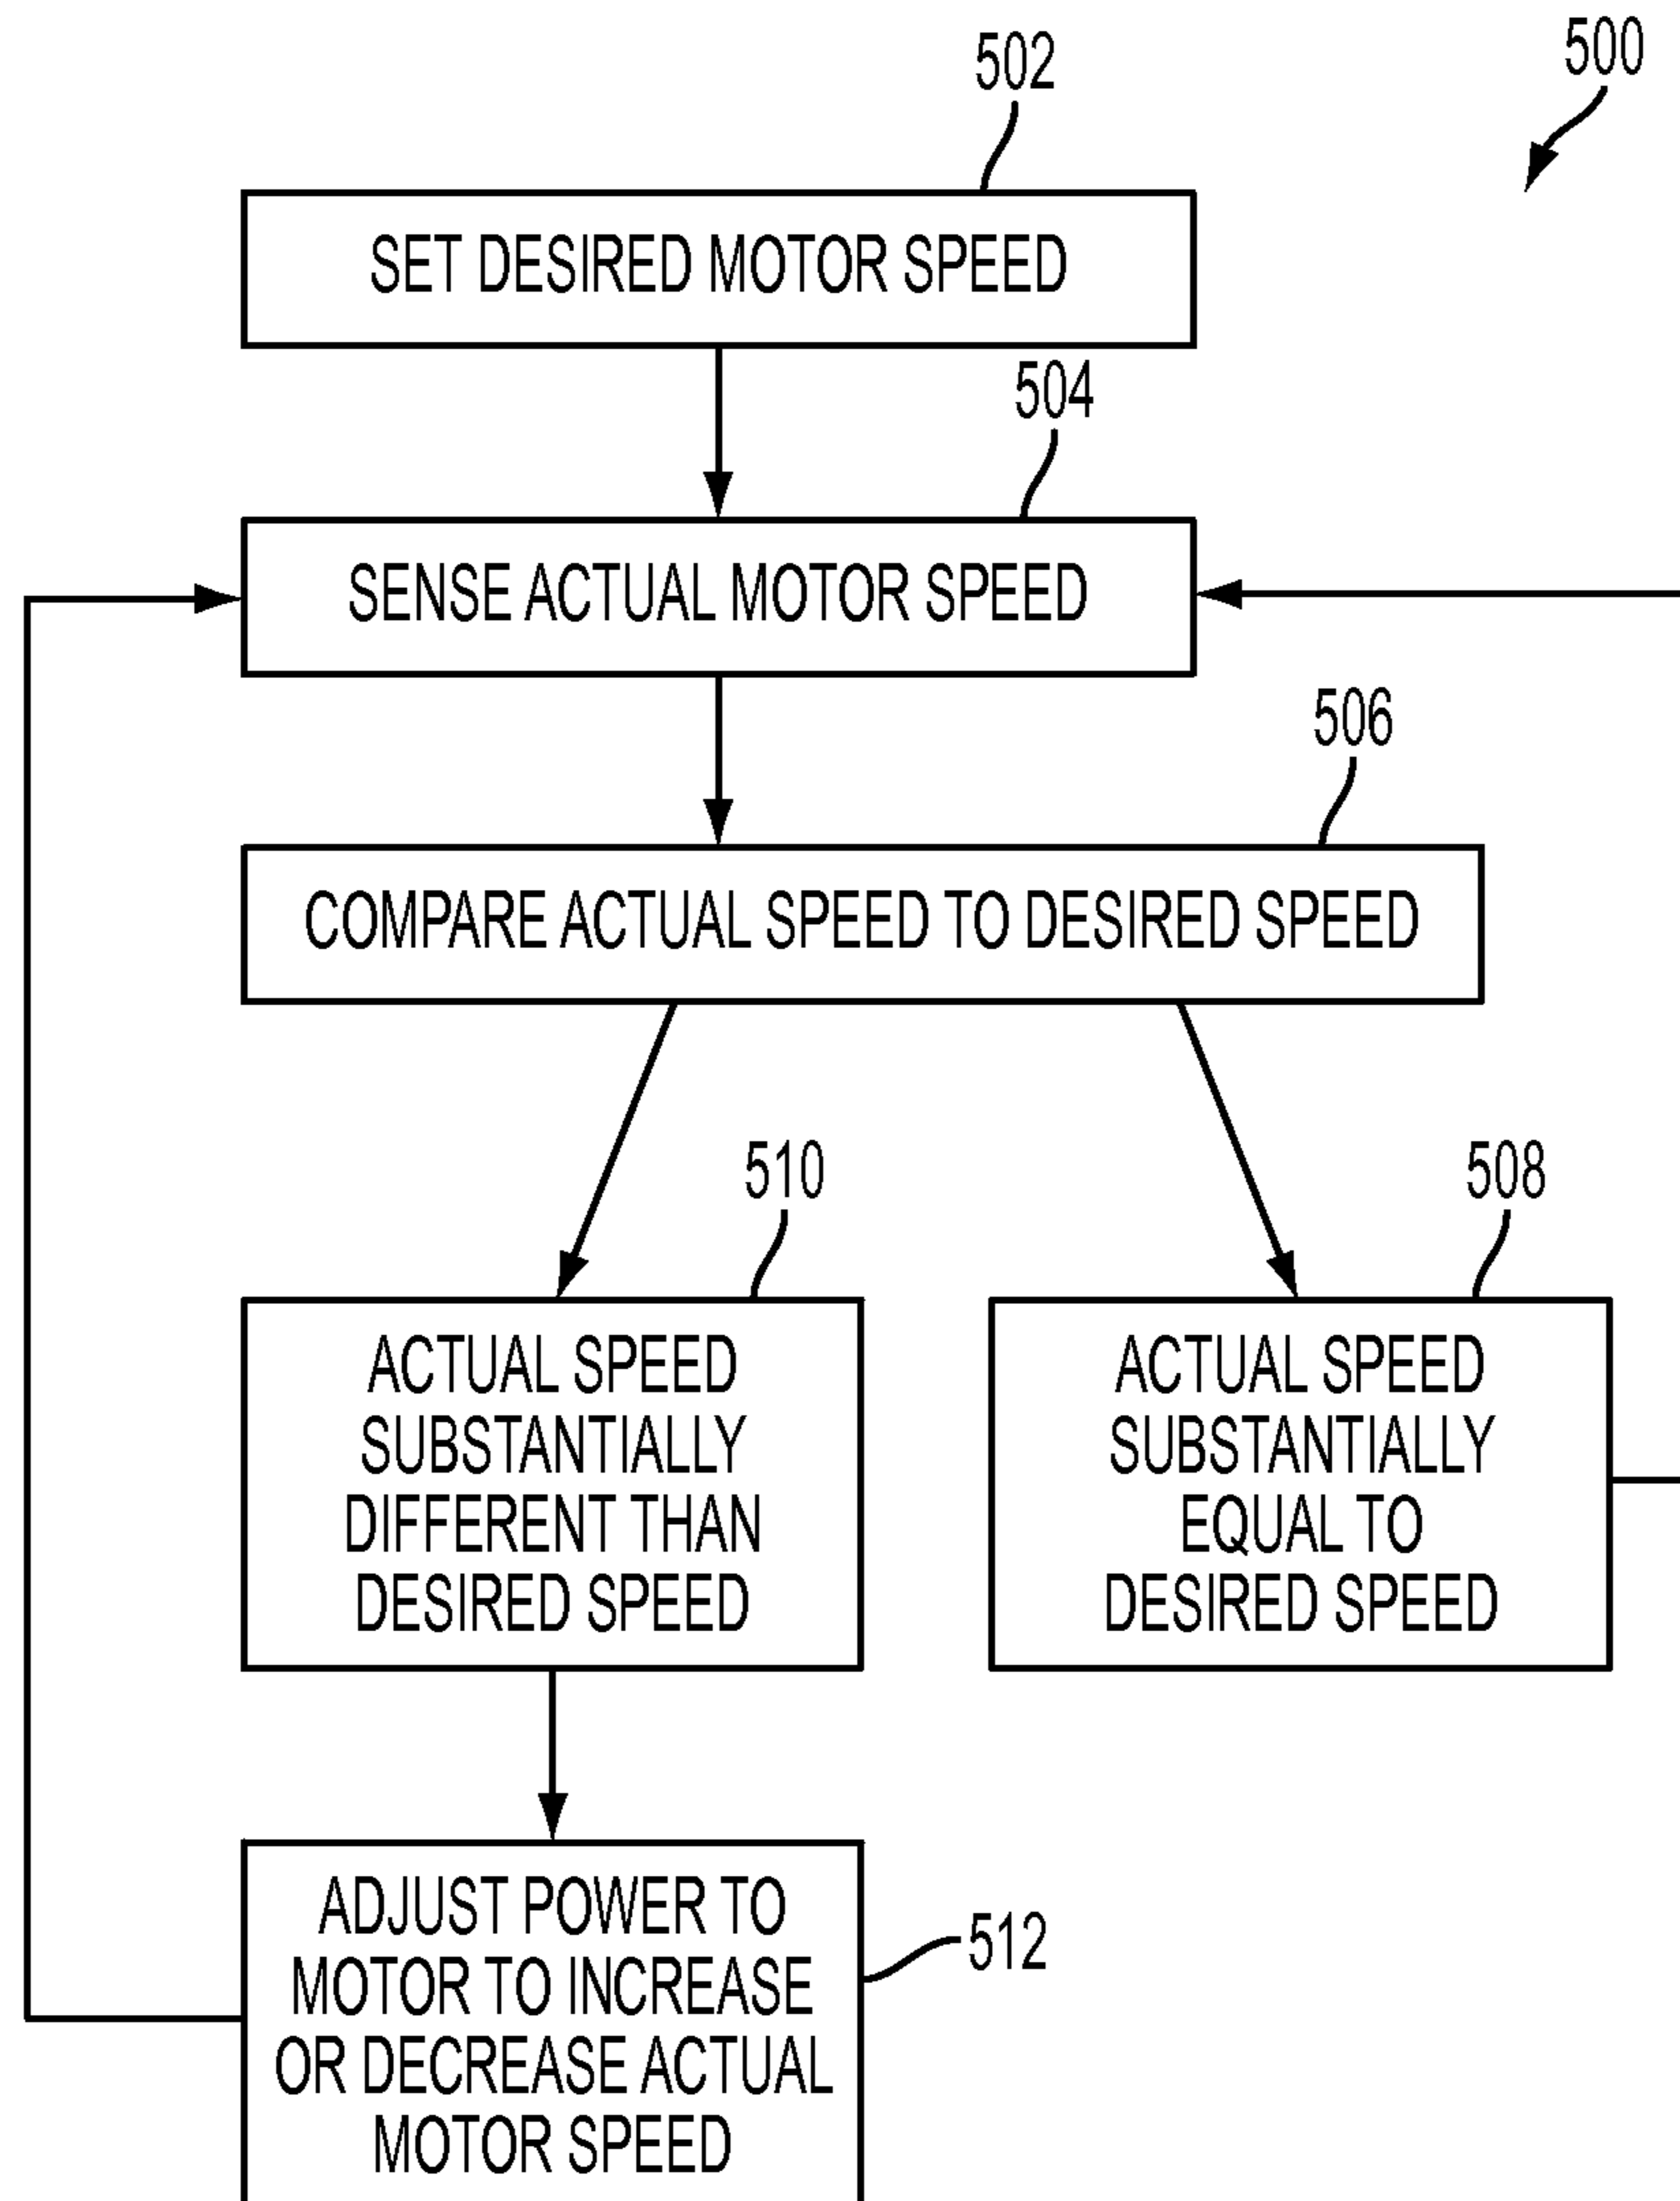 500
502
SET DESIRED MOTOR SPEED
504
SENSE ACTUAL MOTOR SPEED
506
COMPARE ACTUAL SPEED TO DESIRED SPEED
510
ACTUAL SPEED
SUBSTANTIALLY
DIFFERENT THAN
DESIRED SPEED
508
ACTUAL SPEED
SUBSTANTIALLY
EQUAL TO
DESIRED SPEED
ADJUST POWER TO
MOTOR TO INCREASE
OR DECREASE ACTUAL
MOTOR SPEED
512